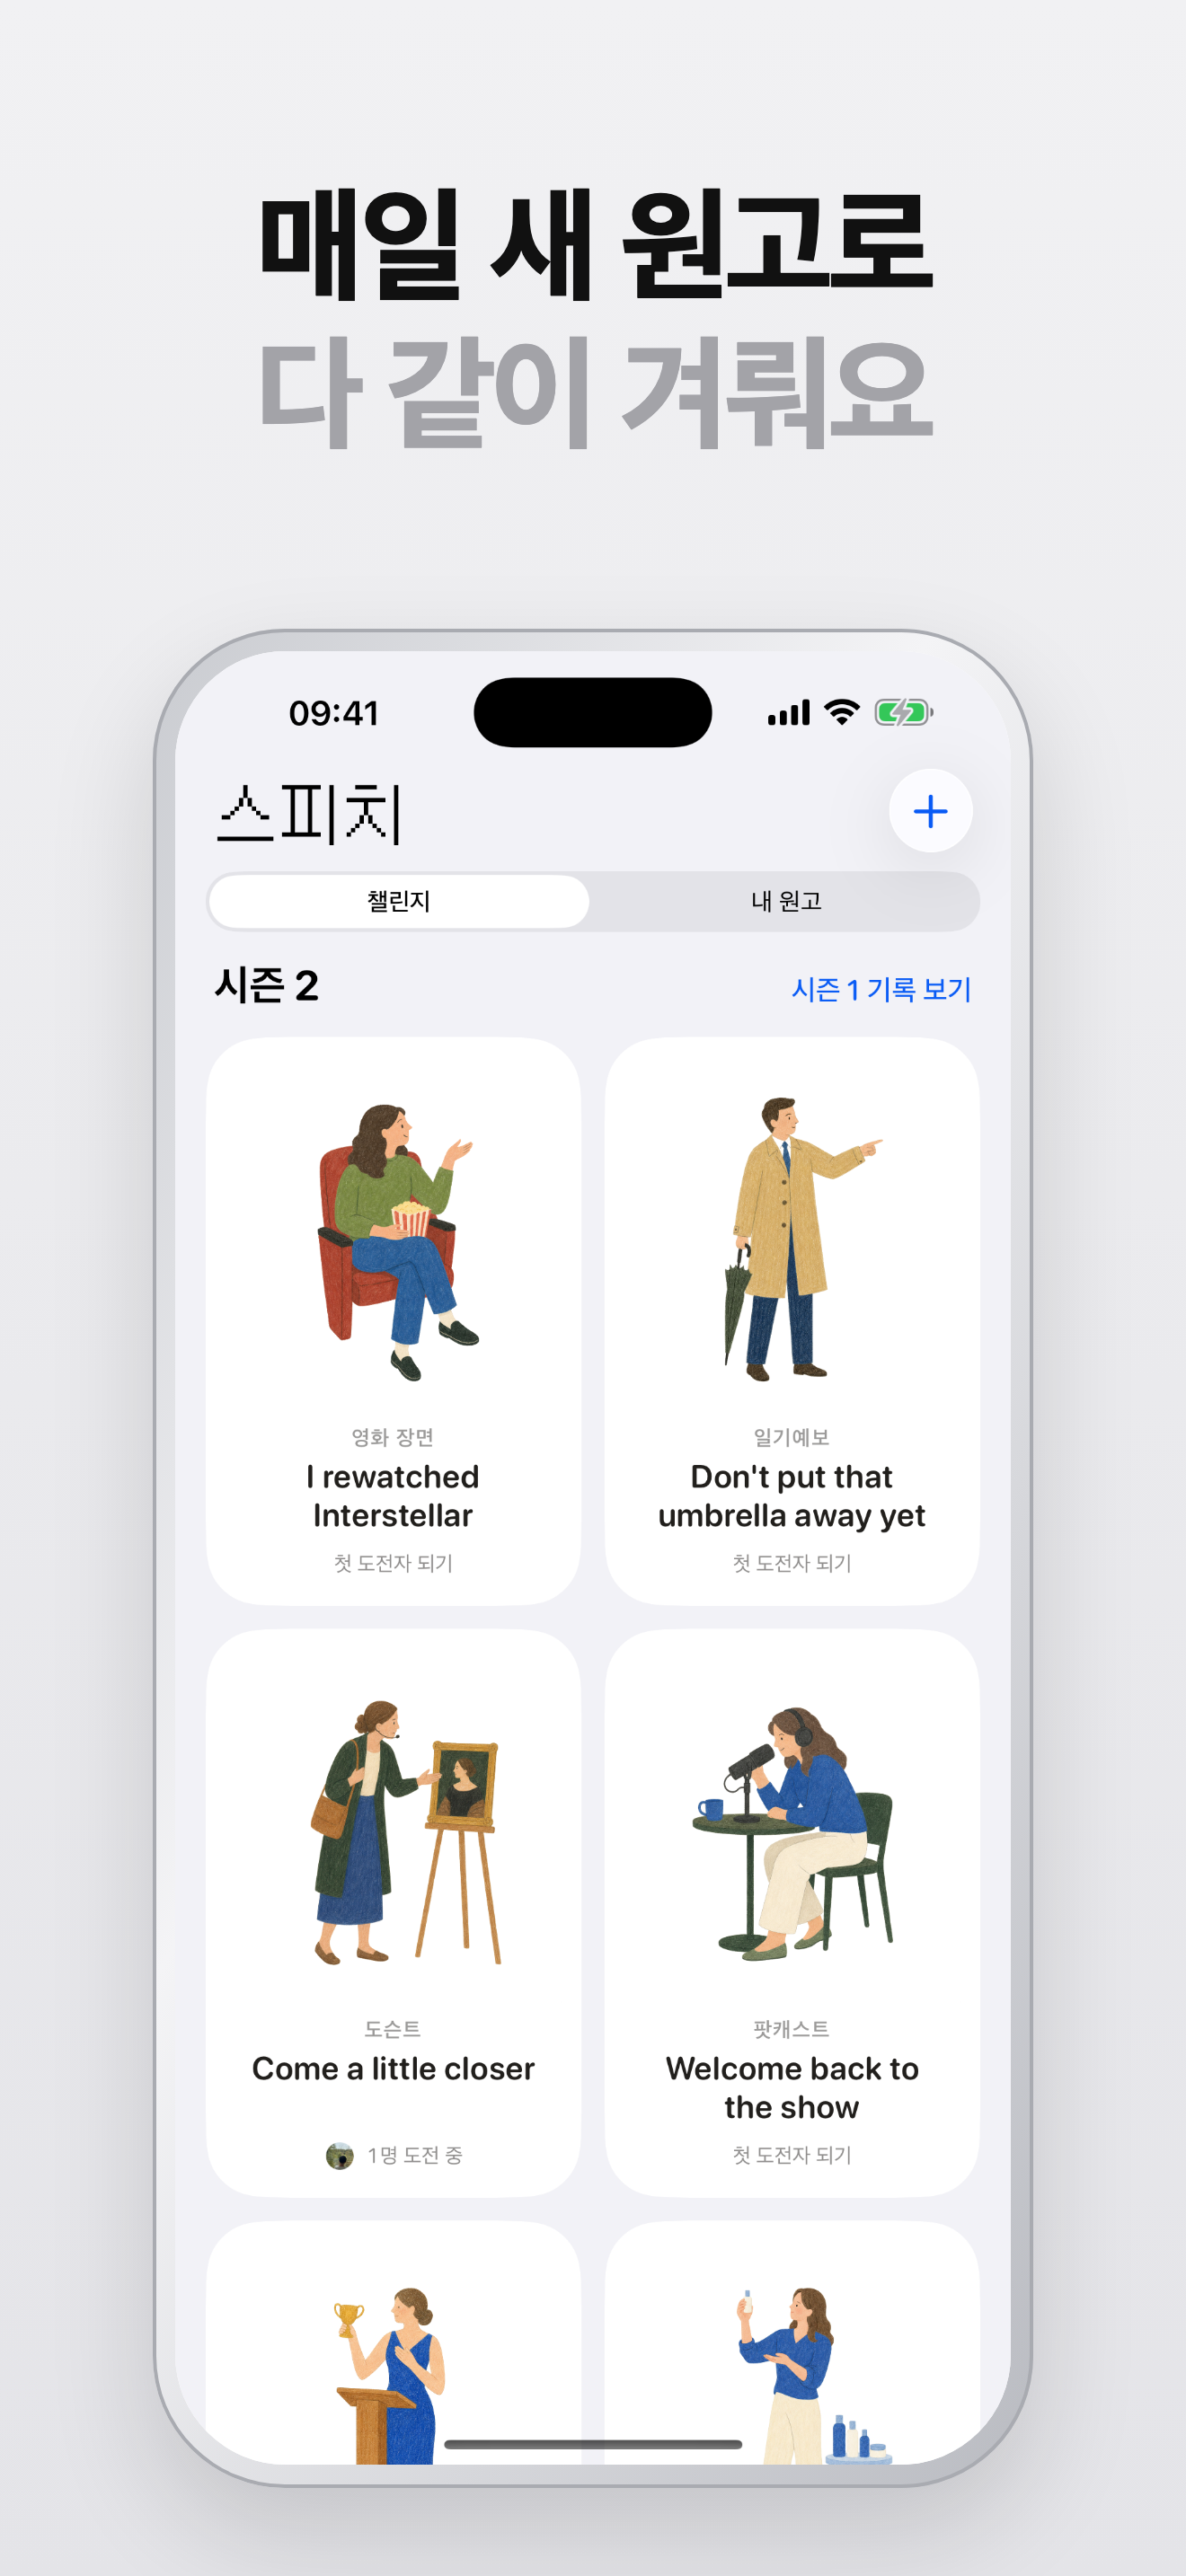 매일 새 원고로
다 같이 겨뤄요
09:41
스피치
챌린지
내 원고
시즌 2
시즌 1 기록 보기
영화 장면
I rewatched
Interstellar
첫 도전자 되기
일기예보
Don't put that
umbrella away yet
첫 도전자 되기
도슨트
Come a little closer
1명 도전 중
팟캐스트
Welcome back to
the show
첫 도전자 되기